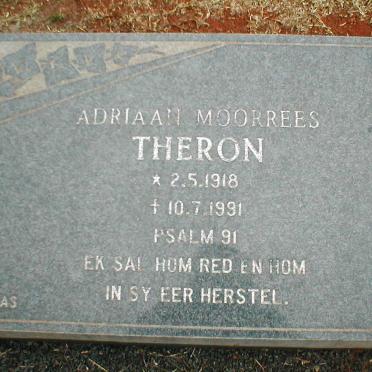 ADRIAAN MOORREES
THERON
★ 2.5.1918
† 10.7.1991
PSALM 91
EK SAL HOM RED EN HOM
IN SY EER HERSTEL.
AS